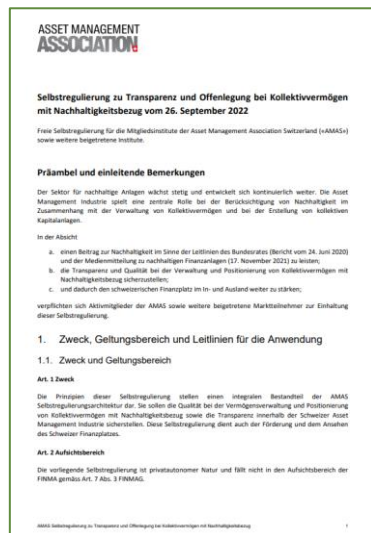 ASSET MANAGEMENT
ASSOCIATION
Selbstregulierung zu Transparenz und Offenlegung bei Kollektivvermögen
mit Nachhaltigkeitsbezug vom 26. September 2022
Freie Selbstregulierung für die Mitgliedsinstitute der Asset Management Association Switzerland («AMAS»)
sowie weitere beigetretene Institute.
Präambel und einleitende Bemerkungen
Der Sektor für nachhaltige Anlagen wächst stetig und entwickelt sich kontinuierlich weiter. Die Asset
Management Industrie spielt eine zentrale Rolle bei der Berücksichtigung von Nachhaltigkeit im
Zusammenhang mit der Verwaltung von Kollektivvermögen und bei der Erstellung von kollektiven
Kapitalanlagen.
In der Absicht
a. einen Beitrag zur Nachhaltigkeit im Sinne der Leitlinien des Bundesrates (Bericht vom 24. Juni 2020)
und der Medienmitteilung zu nachhaltigen Finanzanlagen (17. November 2021) zu leisten;
b. die Transparenz und Qualität bei der Verwaltung und Positionierung von Kollektivvermögen mit
Nachhaltigkeitsbezug sicherzustellen;
c. und dadurch den schweizerischen Finanzplatz im In- und Ausland weiter zu stärken;
verpflichten sich Aktivmitglieder der AMAS sowie weitere beigetretene Marktteilnehmer zur Einhaltung
dieser Selbstregulierung.
1. Zweck, Geltungsbereich und Leitlinien für die Anwendung
1.1. Zweck und Geltungsbereich
Art. 1 Zweck
Die Prinzipien dieser Selbstregulierung stellen einen integralen Bestandteil der AMAS
Selbstregulierungsarchitektur dar. Sie sollen die Qualität bei der Vermögensverwaltung und Positionierung
von Kollektivvermögen mit Nachhaltigkeitsbezug sowie die Transparenz innerhalb der Schweizer Asset
Management Industrie sicherstellen. Diese Selbstregulierung dient auch der Förderung und dem Ansehen
des Schweizer Finanzplatzes.
Art. 2 Aufsichtsbereich
Die vorliegende Selbstregulierung ist privatautonomer Natur und fällt nicht in den Aufsichtsbereich der
FINMA gemäss Art. 7 Abs. 3 FINMAG.
AMAS Selbstregulierung zu Transparenz und Offenlegung bei Kollektivvermögen mit Nachhaltigkeitsbezug 1